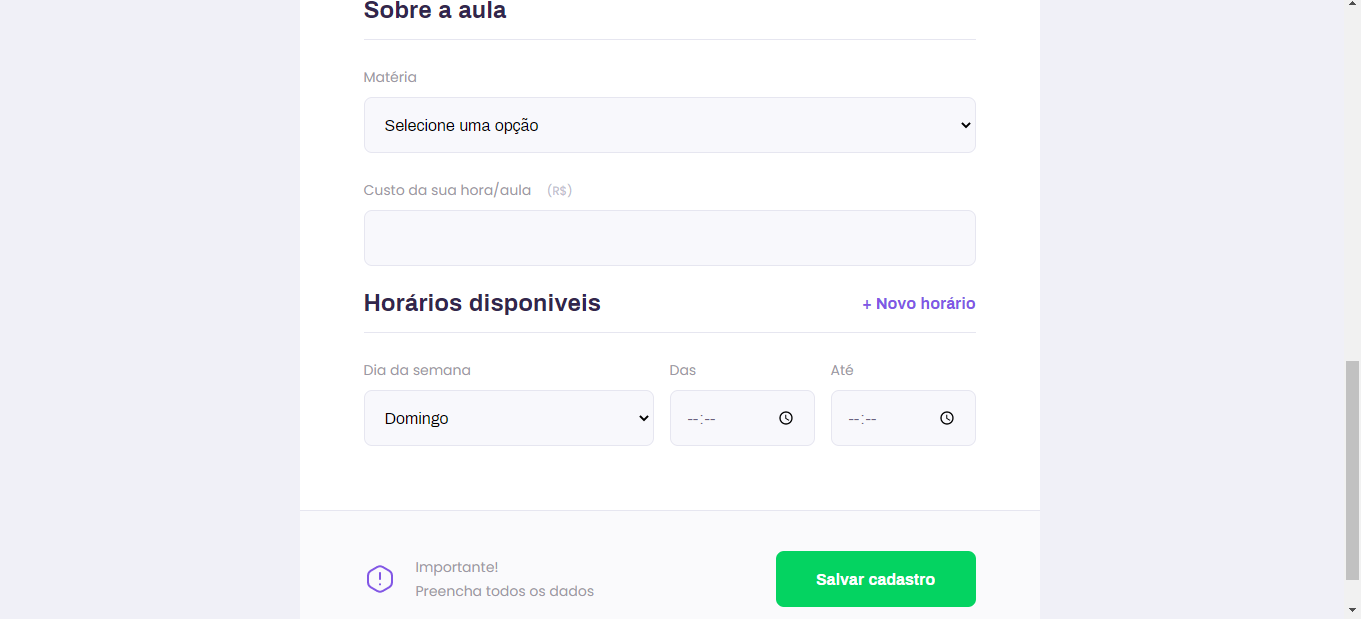 Sobre a aula
Matéria
Selecione uma opção
Custo da sua hora/aula (R$)
Horários disponiveis + Novo horário
Dia da semana Das Até
Domingo --:-- --:--
Importante!
Preencha todos os dados
Salvar cadastro